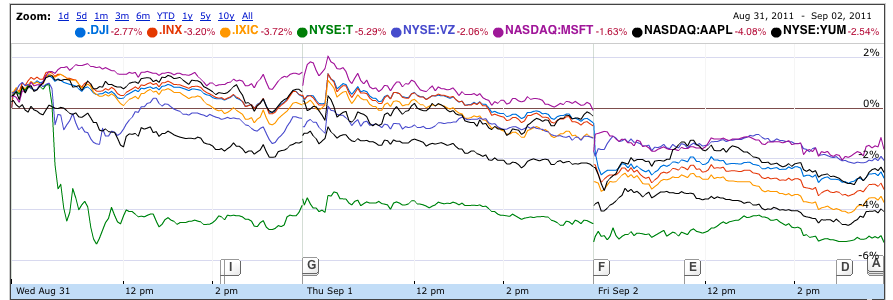 Zoom: 1d 5d 1m 3m 6m YTD 1y 5y 10y All Aug 31, 2011 - Sep 02, 2011
.DJI -2.77% .INX -3.20% .IXIC -3.72% NYSE:T -5.29% NYSE:VZ -2.06% NASDAQ:MSFT -1.63% NASDAQ:AAPL -4.08% NYSE:YUM -2.54%
2%
0%
-2%
-4%
-6%
I G F E D A
Wed Aug 31 12 pm 2 pm Thu Sep 1 12 pm 2 pm Fri Sep 2 12 pm 2 pm